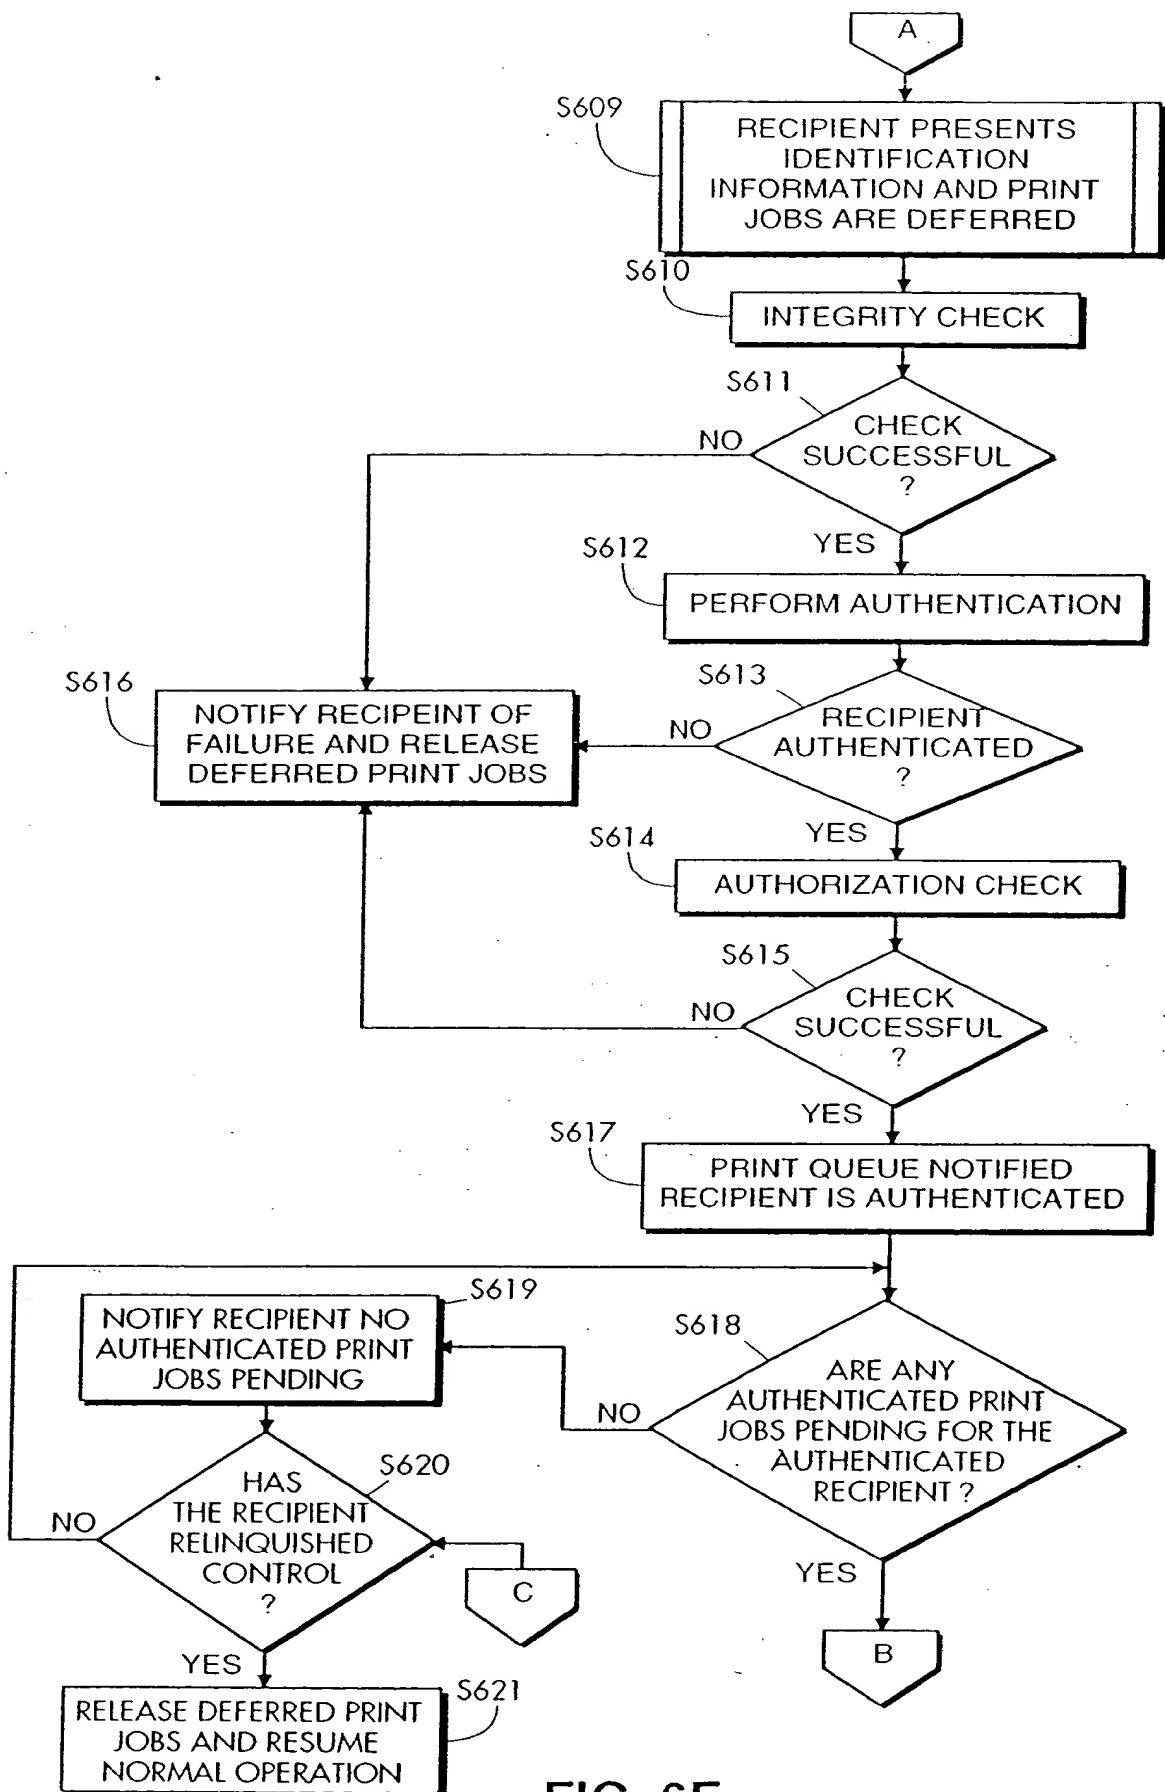 A
S609
RECIPIENT PRESENTS
IDENTIFICATION
INFORMATION AND PRINT
JOBS ARE DEFERRED
S610
INTEGRITY CHECK
S611
CHECK
SUCCESSFUL
?
NO
YES
S612
PERFORM AUTHENTICATION
S613
RECIPIENT
AUTHENTICATED
?
NO
S616
NOTIFY RECIPEINT OF
FAILURE AND RELEASE
DEFERRED PRINT JOBS
YES
S614
AUTHORIZATION CHECK
S615
CHECK
SUCCESSFUL
?
NO
YES
S617
PRINT QUEUE NOTIFIED
RECIPIENT IS AUTHENTICATED
S618
ARE ANY
AUTHENTICATED PRINT
JOBS PENDING FOR THE
AUTHENTICATED
RECIPIENT ?
NO
S619
NOTIFY RECIPIENT NO
AUTHENTICATED PRINT
JOBS PENDING
S620
HAS
THE RECIPIENT
RELINQUISHED
CONTROL
?
NO
C
YES
B
YES
S621
RELEASE DEFERRED PRINT
JOBS AND RESUME
NORMAL OPERATION